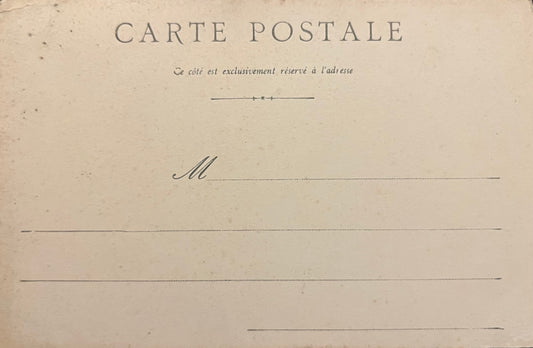 CARTE POSTALE
Ce côté est exclusivement réservé à l'adresse
M